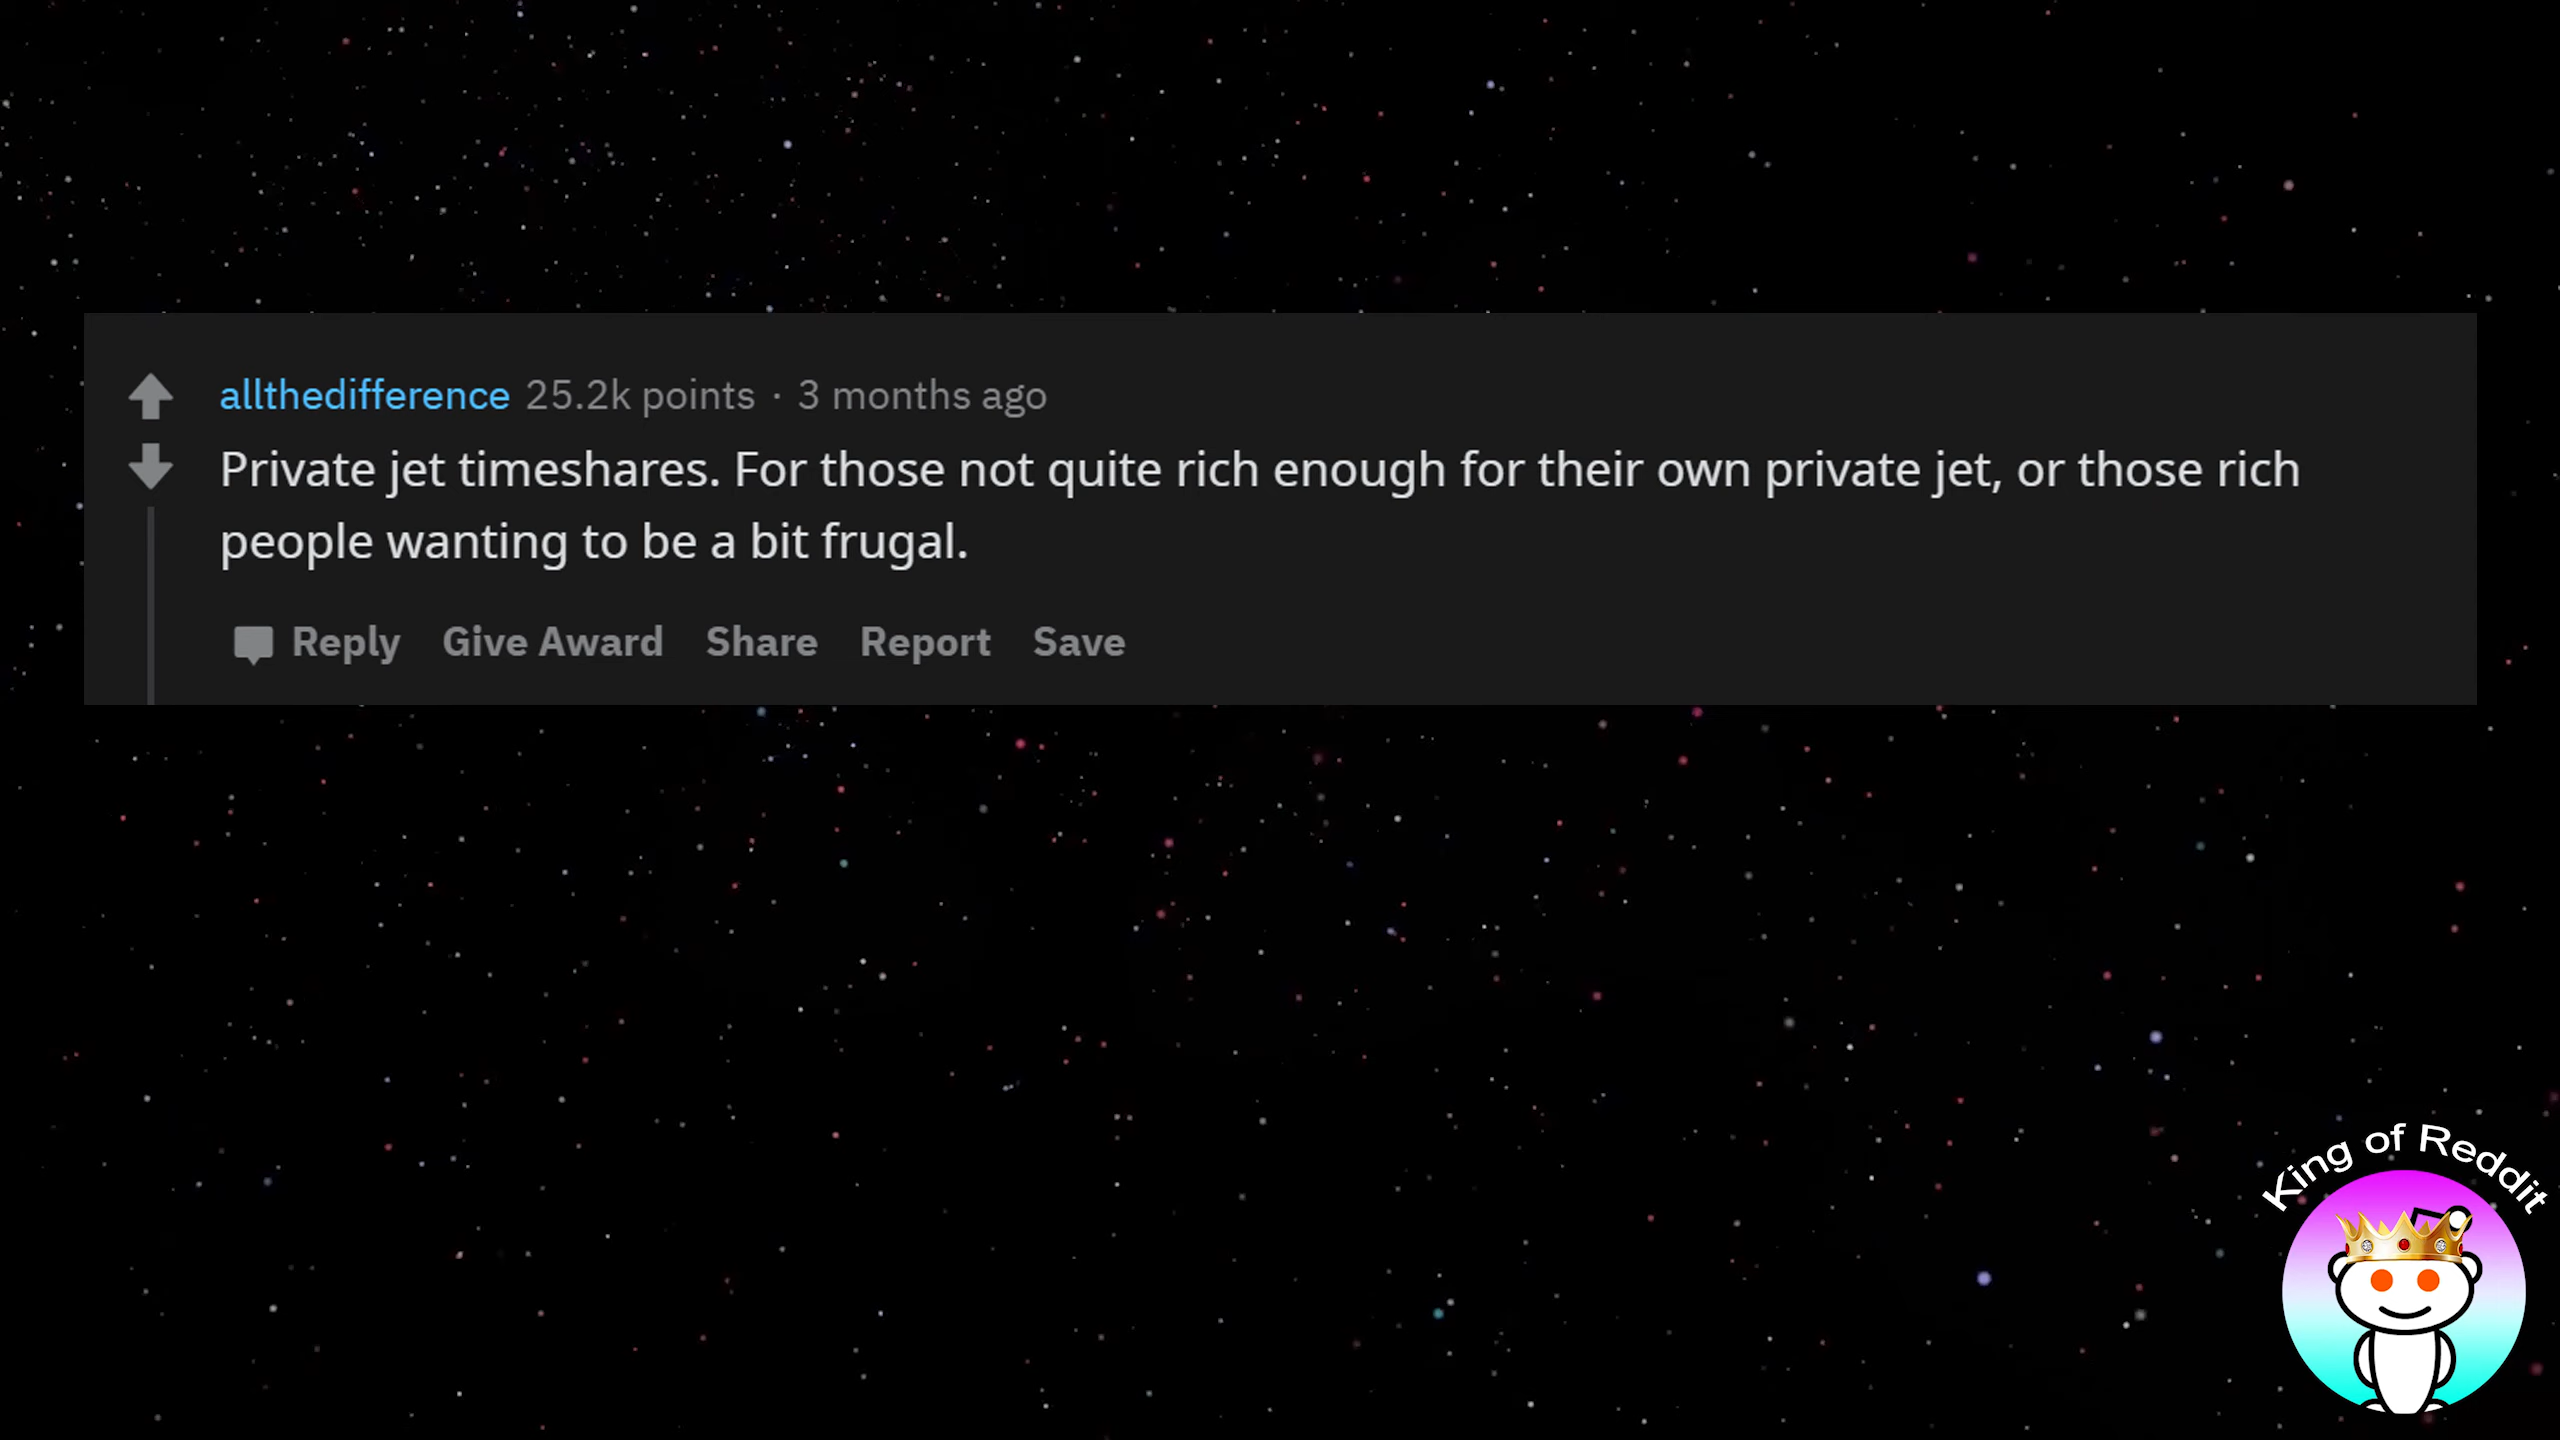 allthedifference 25.2k points · 3 months ago
Private jet timeshares. For those not quite rich enough for their own private jet, or those rich
people wanting to be a bit frugal.
Reply Give Award Share Report Save
King of Reddit